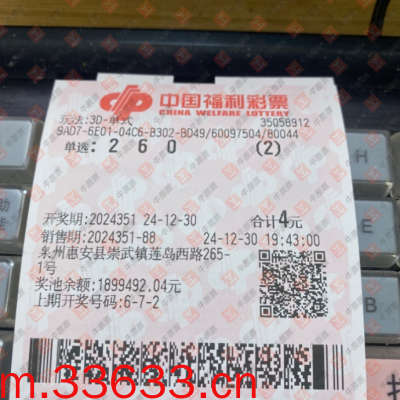 中国福利彩票
CHINA WELFARE LOTTERY
玩法:3D-单式 35058912
9AD7-6E01-04C6-B302-BD49/60097504/80044
单选: 2 6 0 (2)
开奖期:2024351 24-12-30 合计4元
销售期:2024351-88 24-12-30 19:43:00
泉州惠安县崇武镇莲岛西路265-
1号
奖池余额:1899492.04元
上期开奖号码:6-7-2
H
m.33633.cn